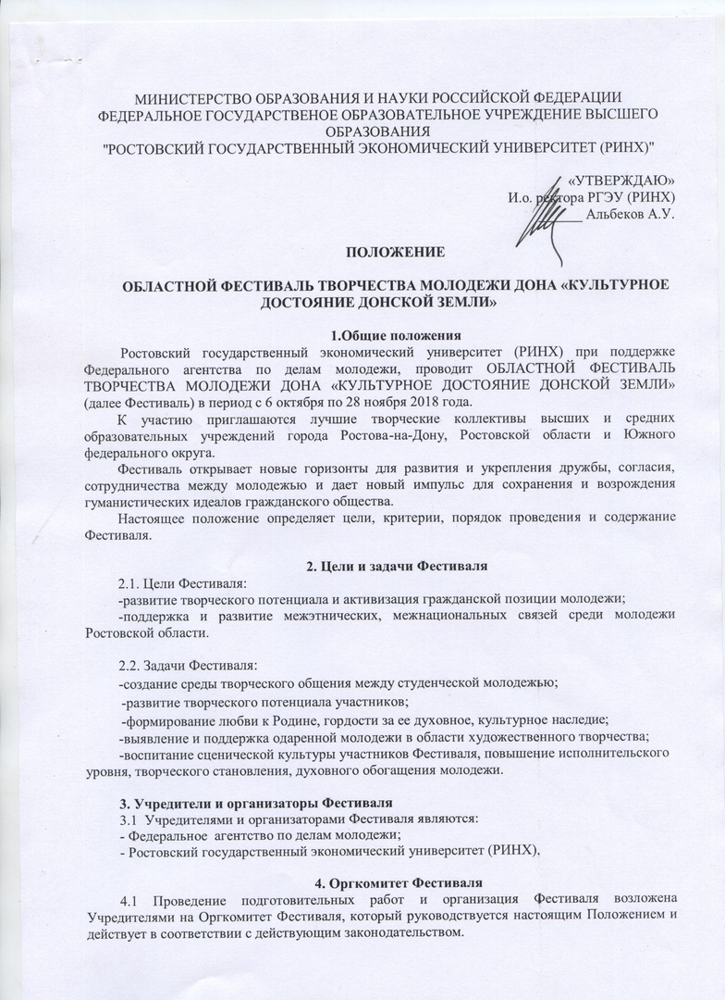 МИНИСТЕРСТВО ОБРАЗОВАНИЯ И НАУКИ РОССИЙСКОЙ ФЕДЕРАЦИИ
ФЕДЕРАЛЬНОЕ ГОСУДАРСТВЕНОЕ ОБРАЗОВАТЕЛЬНОЕ УЧРЕЖДЕНИЕ ВЫСШЕГО
ОБРАЗОВАНИЯ
"РОСТОВСКИЙ ГОСУДАРСТВЕННЫЙ ЭКОНОМИЧЕСКИЙ УНИВЕРСИТЕТ (РИНХ)"
«УТВЕРЖДАЮ»
И.о. ректора РГЭУ (РИНХ)
Альбеков А.У.
ПОЛОЖЕНИЕ
ОБЛАСТНОЙ ФЕСТИВАЛЬ ТВОРЧЕСТВА МОЛОДЕЖИ ДОНА «КУЛЬТУРНОЕ
ДОСТОЯНИЕ ДОНСКОЙ ЗЕМЛИ»
1.Общие положения
Ростовский государственный экономический университет (РИНХ) при поддержке
Федерального агентства по делам молодежи, проводит ОБЛАСТНОЙ ФЕСТИВАЛЬ
ТВОРЧЕСТВА МОЛОДЕЖИ ДОНА «КУЛЬТУРНОЕ ДОСТОЯНИЕ ДОНСКОЙ ЗЕМЛИ»
(далее Фестиваль) в период с 6 октября по 28 ноября 2018 года.
К участию приглашаются лучшие творческие коллективы высших и средних
образовательных учреждений города Ростова-на-Дону, Ростовской области и Южного
федерального округа.
Фестиваль открывает новые горизонты для развития и укрепления дружбы, согласия,
сотрудничества между молодежью и дает новый импульс для сохранения и возрождения
гуманистических идеалов гражданского общества.
Настоящее положение определяет цели, критерии, порядок проведения и содержание
Фестиваля.
2. Цели и задачи Фестиваля
2.1. Цели Фестиваля:
-развитие творческого потенциала и активизация гражданской позиции молодежи;
-поддержка и развитие межэтнических, межнациональных связей среди молодежи
Ростовской области.
2.2. Задачи Фестиваля:
-создание среды творческого общения между студенческой молодежью;
-развитие творческого потенциала участников;
-формирование любви к Родине, гордости за ее духовное, культурное наследие;
-выявление и поддержка одаренной молодежи в области художественного творчества;
-воспитание сценической культуры участников Фестиваля, повышение исполнительского
уровня, творческого становления, духовного обогащения молодежи.
3. Учредители и организаторы Фестиваля
3.1 Учредителями и организаторами Фестиваля являются:
- Федеральное агентство по делам молодежи;
- Ростовский государственный экономический университет (РИНХ),
4. Оргкомитет Фестиваля
4.1 Проведение подготовительных работ и организация Фестиваля возложена
Учредителями на Оргкомитет Фестиваля, который руководствуется настоящим Положением и
действует в соответствии с действующим законодательством.